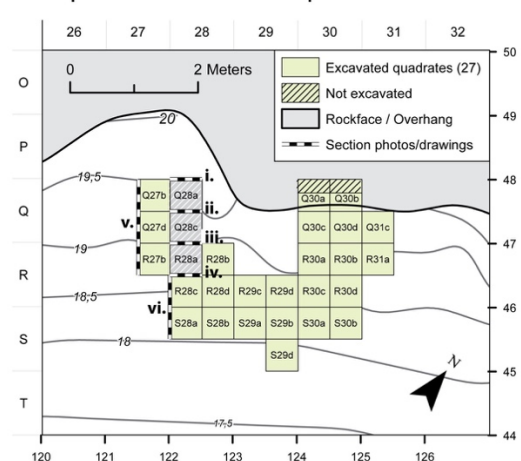 26 27 28 29 30 31 32
50
O
0 2 Meters
Excavated quadrates (27)
Not excavated
Rockface / Overhang
Section photos/drawings
49
20
P
48
19,5
i.
Q27b Q28a Q30a Q30b
ii.
Q
v. Q27d Q28c Q30c Q30d Q31c
iii.
47
19
R27b R28a R28b R30a R30b R31a
iv.
R
18,5
vi.
R28c R28d R29c R29d R30c R30d
46
S28a S28b S29a S29b S30a S30b
S
18
S29d
N
45
T
17,5
44
120 121 122 123 124 125 126